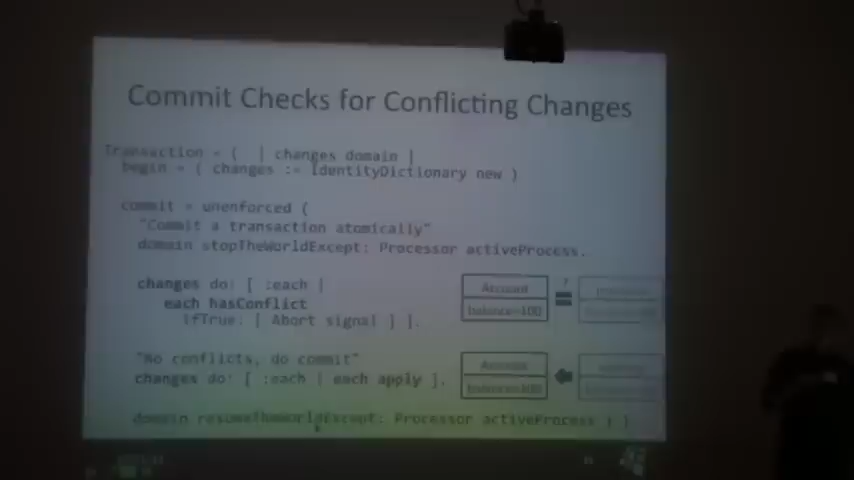 Commit Checks for Conflicting Changes
Transaction = ( | changes domain |
begin = ( changes := IdentityDictionary new )
commit = unenforced (
"Commit a transaction atomically"
domain stopTheWorldExcept: Processor activeProcess.
changes do: [ :each |
each hasConflict
ifTrue: [ Abort signal ] ].
Account
balance=100
?
=
"No conflicts, do commit"
changes do: [ :each | each apply ].
Account
domain resumeTheWorldExcept: Processor activeProcess ) )